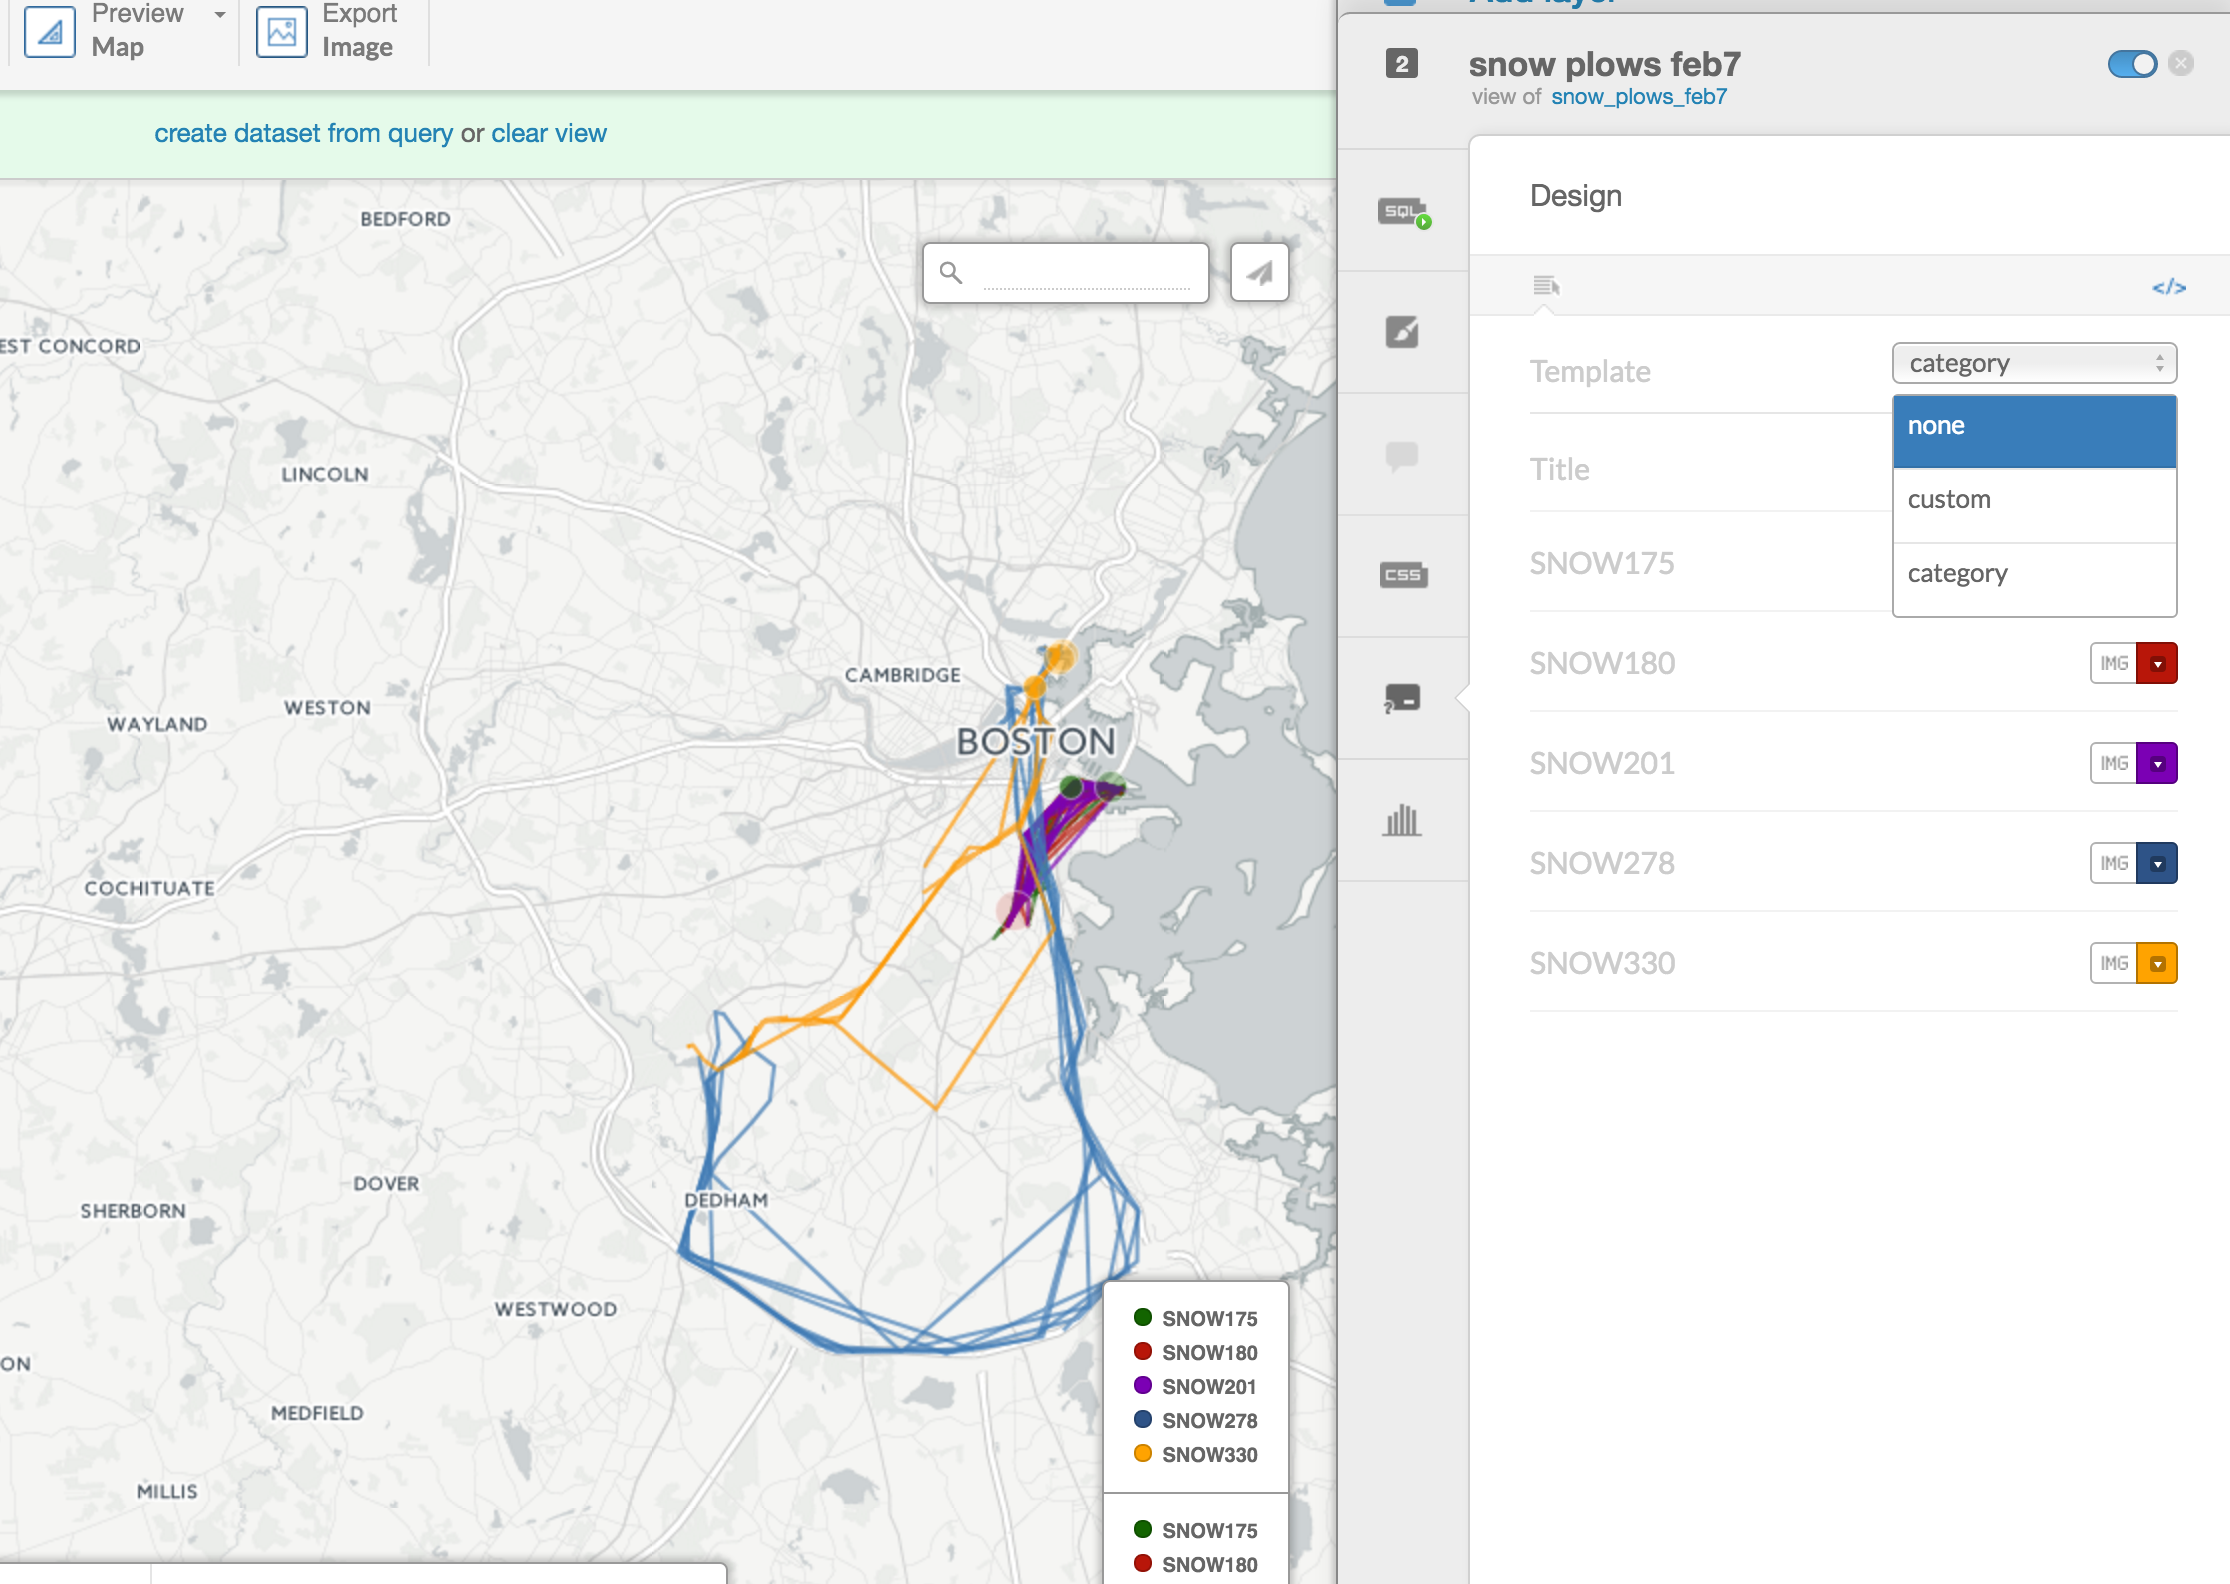 Preview
Map
Export
Image
create dataset from query or clear view
BEDFORD
EST CONCORD
LINCOLN
CAMBRIDGE
WESTON
WAYLAND
BOSTON
COCHITUATE
DOVER
DEDHAM
SHERBORN
WESTWOOD
ON
MEDFIELD
MILLIS
SNOW175
SNOW180
SNOW201
SNOW278
SNOW330
SNOW175
SNOW180
Add layer
2
snow plows feb7
view of snow_plows_feb7
SQL
CSS
?
Design
</>
Template
category
none
custom
category
Title
SNOW175
SNOW180
IMG
SNOW201
IMG
SNOW278
IMG
SNOW330
IMG